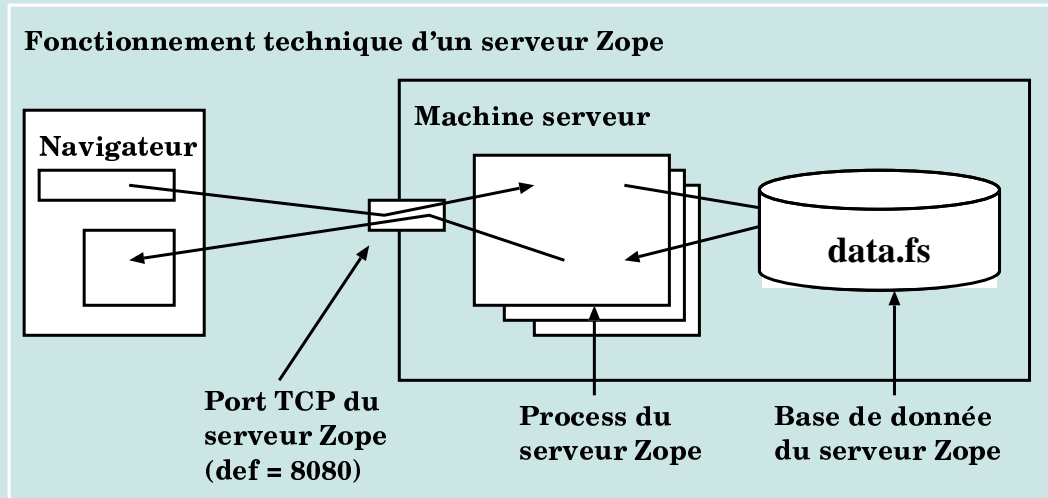 Fonctionnement technique d'un serveur Zope
Machine serveur
Navigateur
data.fs
Port TCP du
serveur Zope
(def = 8080)
Process du
serveur Zope
Base de donnée
du serveur Zope